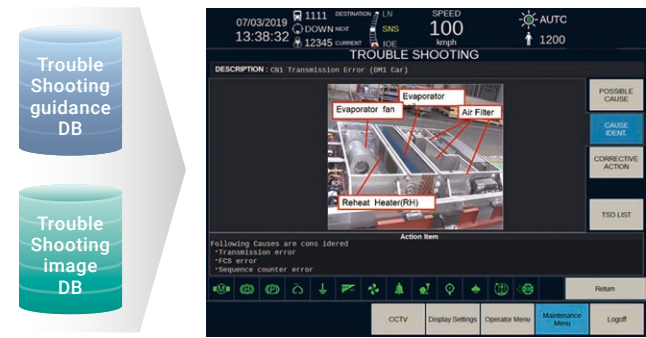 Trouble
Shooting
guidance
DB
Trouble
Shooting
image
DB
07/03/2019
13:38:32
1111 DESTINATION
DOWN NEXT
12345 CURRENT
LN
SNS
IOE
SPEED
100
kmph
AUTC
1200
TROUBLE SHOOTING
DESCRIPTION : CN1 Transmission Error (DM1 Car)
Evaporator
Evaporator fan
Air Filter
Reheat Heater(RH)
POSSIBLE
CAUSE
CAUSE
IDENT.
CORRECTIVE
ACTION
TSD LIST
Action Item
Following Causes are cons idered
*Transmission error
*FCS error
*Sequence counter error
Return
CCTV
Display Settings
Operator Menu
Maintenance
Menu
Logoff